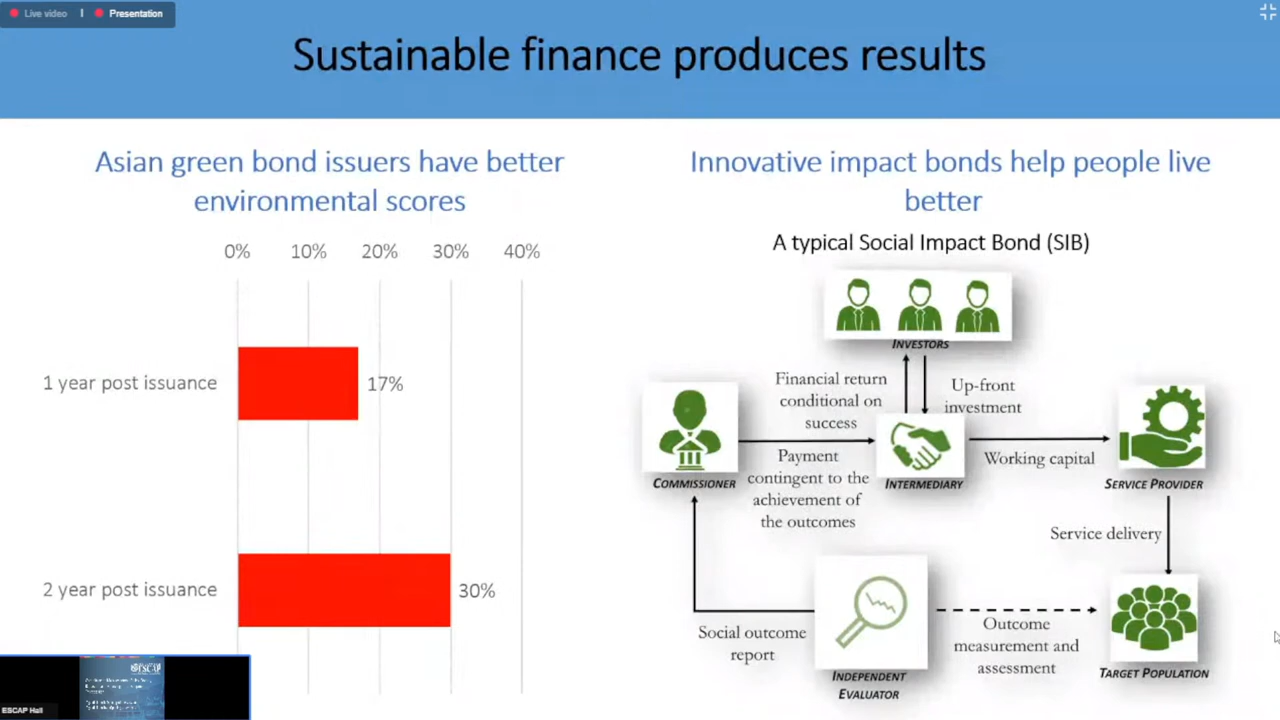 Live video
Presentation
Sustainable finance produces results
Asian green bond issuers have better
environmental scores
0% 10% 20% 30% 40%
1 year post issuance
17%
2 year post issuance
30%
Innovative impact bonds help people live
better
A typical Social Impact Bond (SIB)
INVESTORS
Financial return
conditional on
success
Up-front
investment
COMMISSIONER
Payment
contingent to the
achievement of
the outcomes
INTERMEDIARY
Working capital
SERVICE PROVIDER
Service delivery
Social outcome
report
INDEPENDENT
EVALUATOR
Outcome
measurement and
assessment
TARGET POPULATION
ESCAP
ESCAP Hall